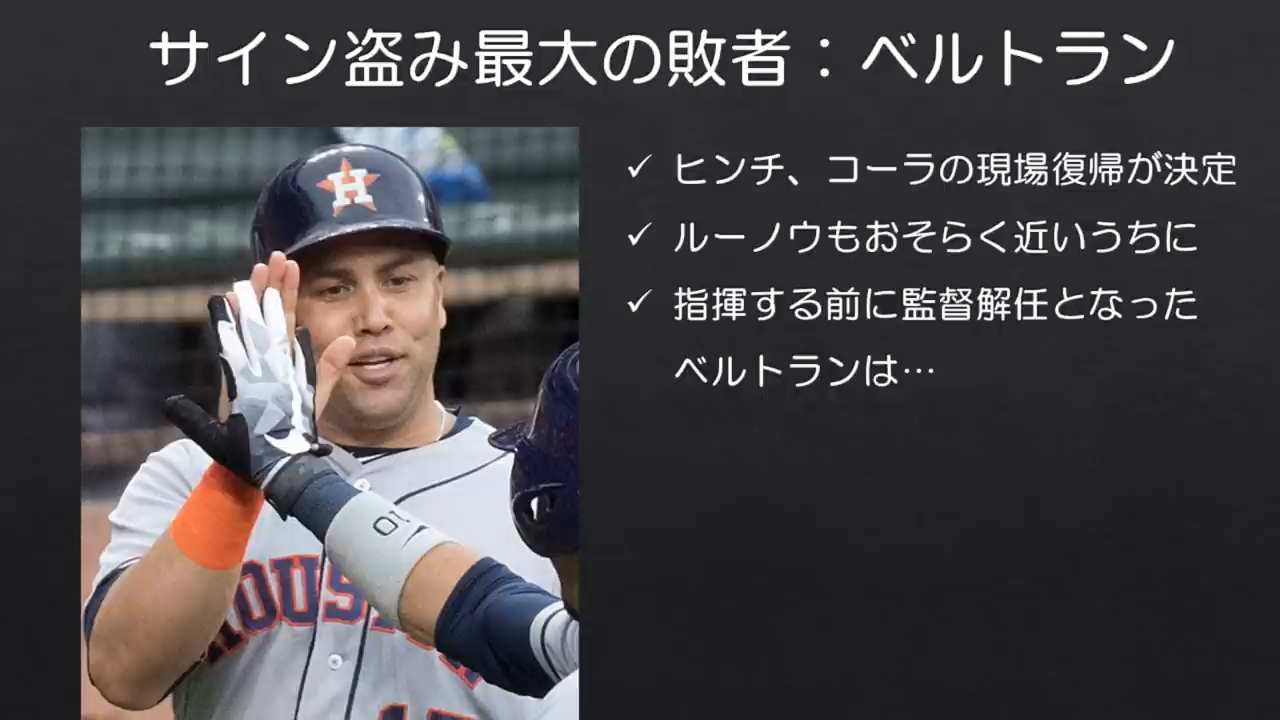 サイン盗み最大の敗者：ベルトラン
✓ ヒンチ、コーラの現場復帰が決定
✓ ルーノウもおそらく近いうちに
✓ 指揮する前に監督解任となった
ベルトランは…
H